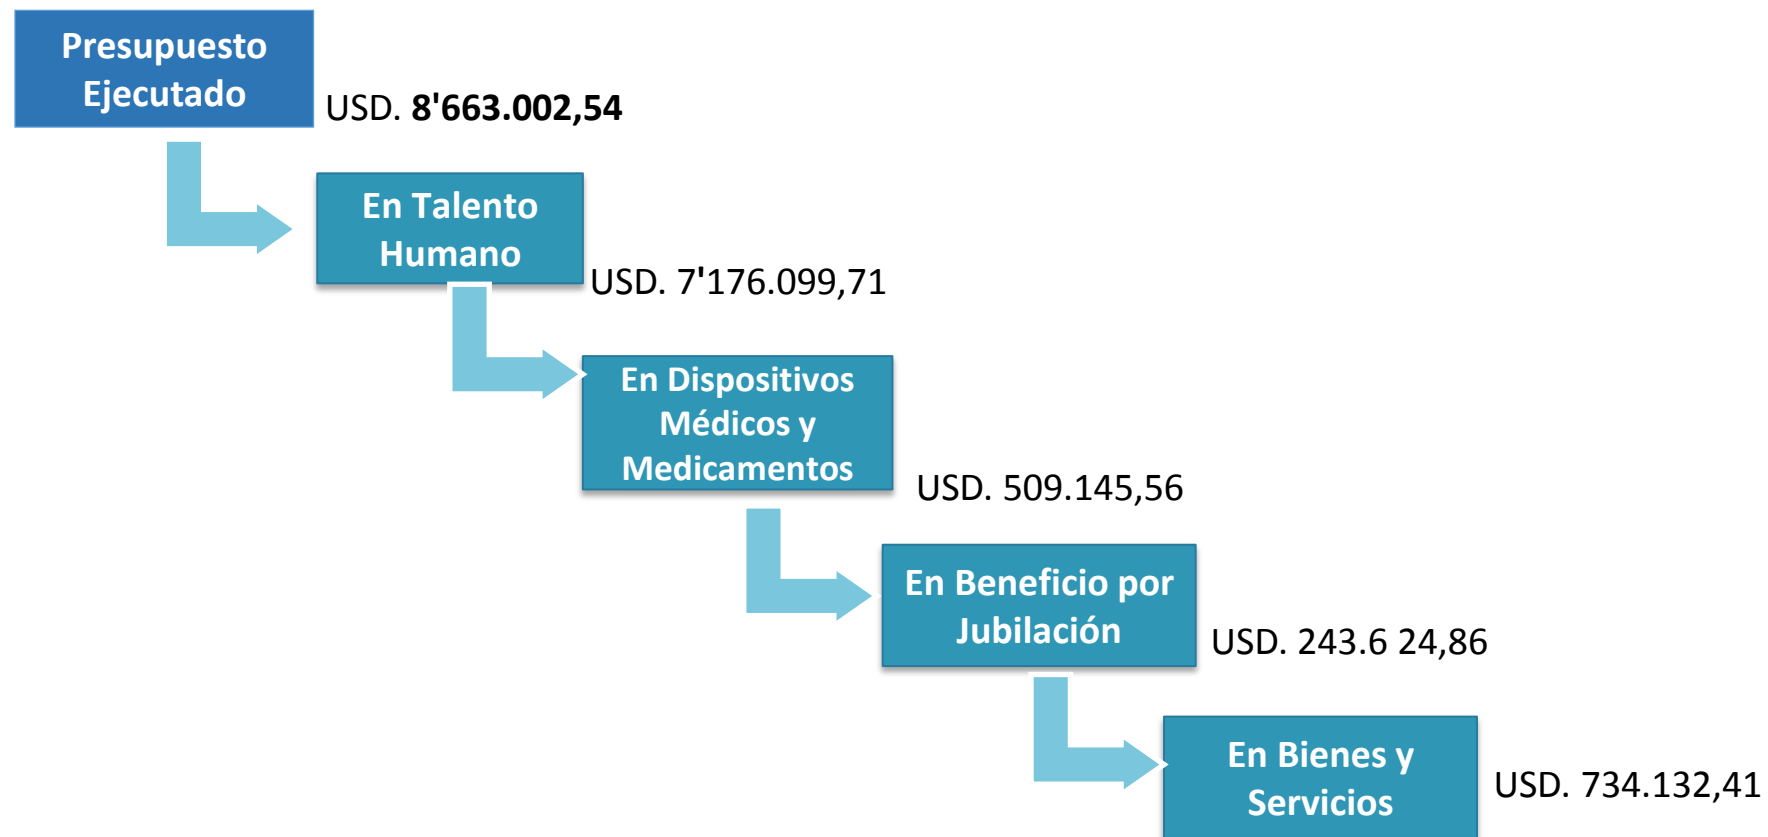 Presupuesto
Ejecutado
USD. 8'663.002,54
En Talento
Humano
USD. 7'176.099,71
En Dispositivos
Médicos y
Medicamentos
USD. 509.145,56
En Beneficio por
Jubilación
USD. 243.6 24,86
En Bienes y
Servicios
USD. 734.132,41